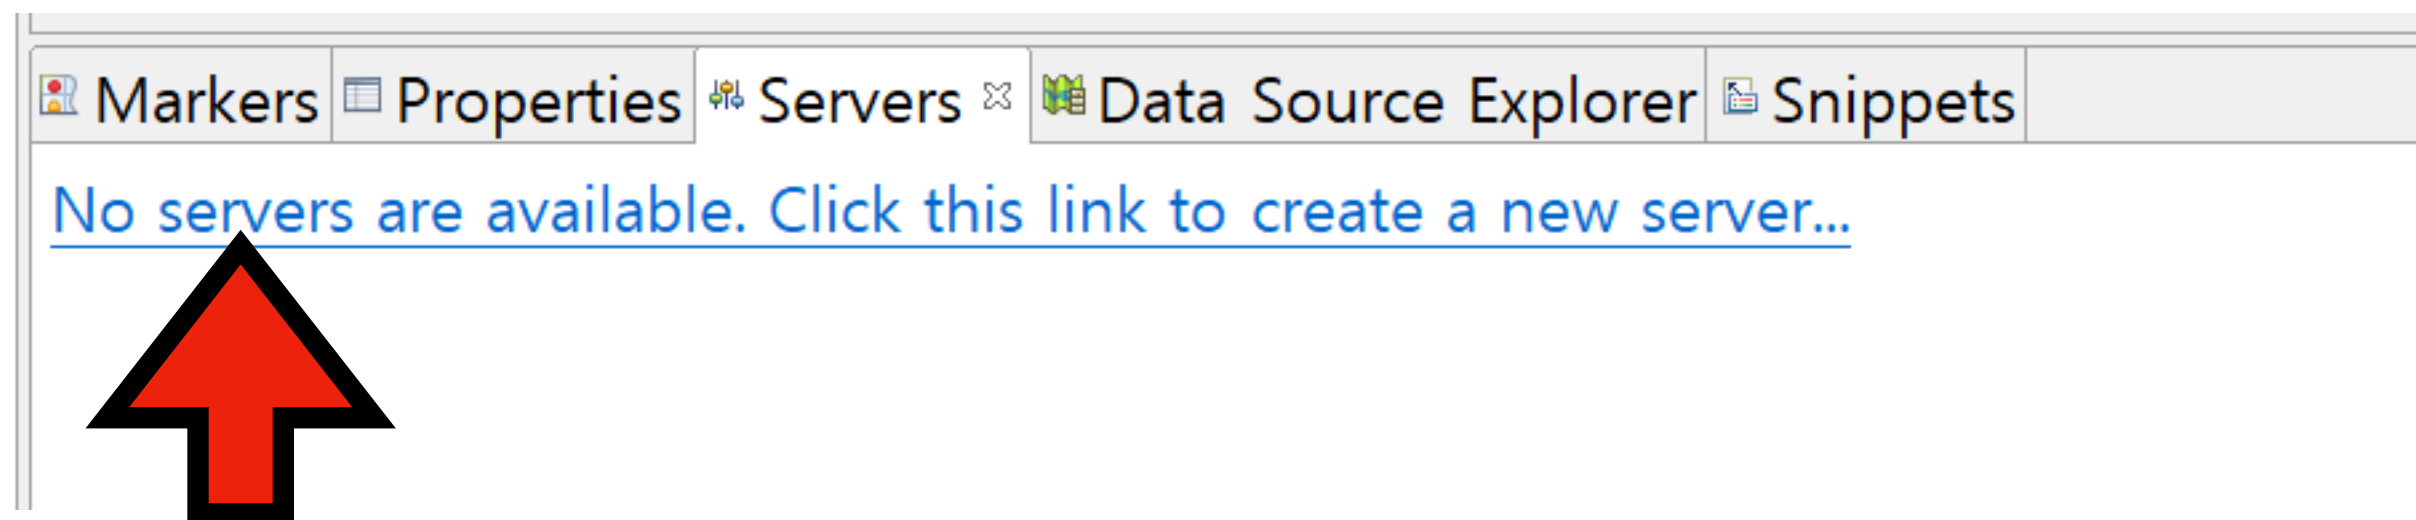 Markers Properties Servers Data Source Explorer Snippets
No servers are available. Click this link to create a new server...